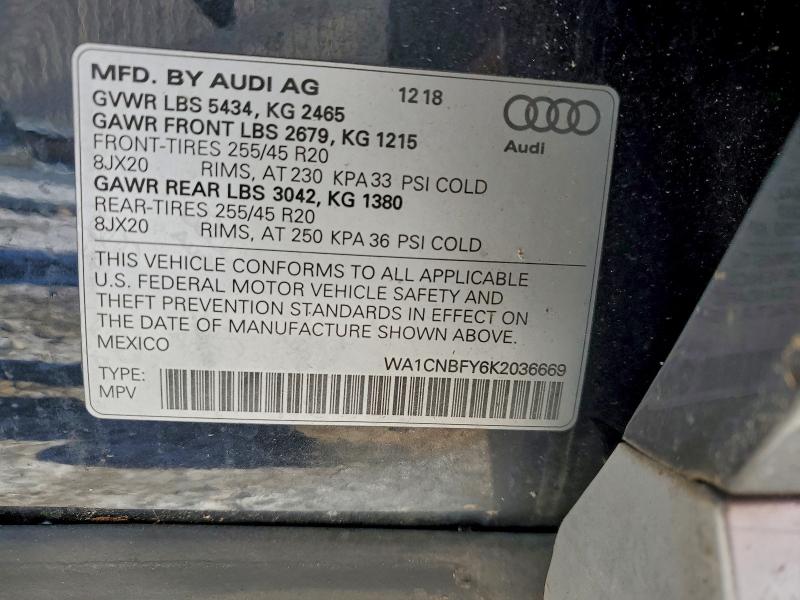 MFD. BY AUDI AG 12 18
GVWR LBS 5434, KG 2465
GAWR FRONT LBS 2679, KG 1215
FRONT-TIRES 255/45 R20
8JX20 RIMS, AT 230 KPA 33 PSI COLD
GAWR REAR LBS 3042, KG 1380
REAR-TIRES 255/45 R20
8JX20 RIMS, AT 250 KPA 36 PSI COLD
Audi
THIS VEHICLE CONFORMS TO ALL APPLICABLE
U.S. FEDERAL MOTOR VEHICLE SAFETY AND
THEFT PREVENTION STANDARDS IN EFFECT ON
THE DATE OF MANUFACTURE SHOWN ABOVE.
MEXICO
WA1CNBFY6K2036669
TYPE:
MPV